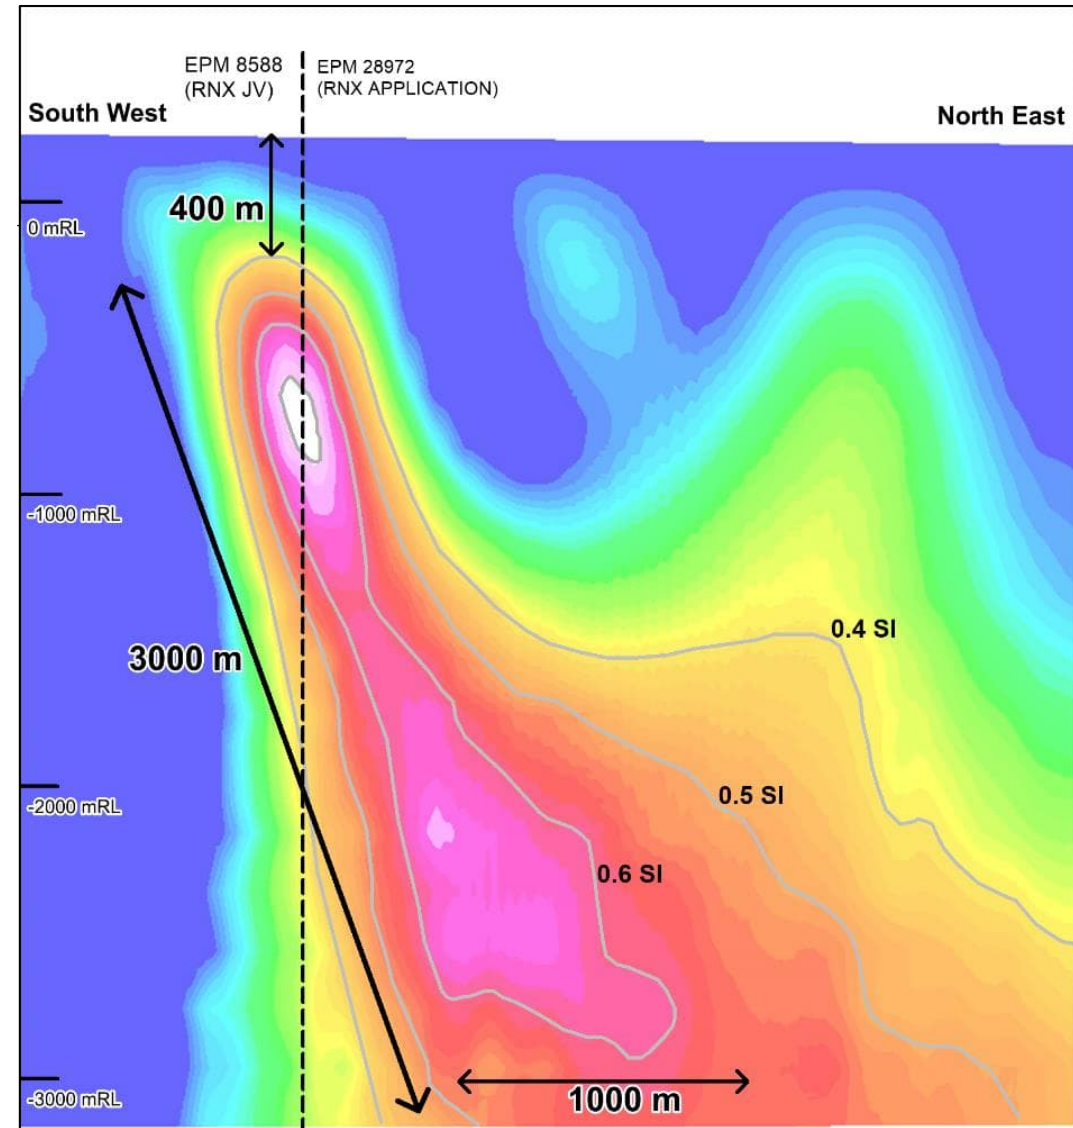 EPM 8588
(RNX JV)
EPM 28972
(RNX APPLICATION)
South West
North East
400 m
0 mRL
-1000 mRL
0.4 SI
3000 m
-2000 mRL
0.5 SI
0.6 SI
-3000 mRL
1000 m